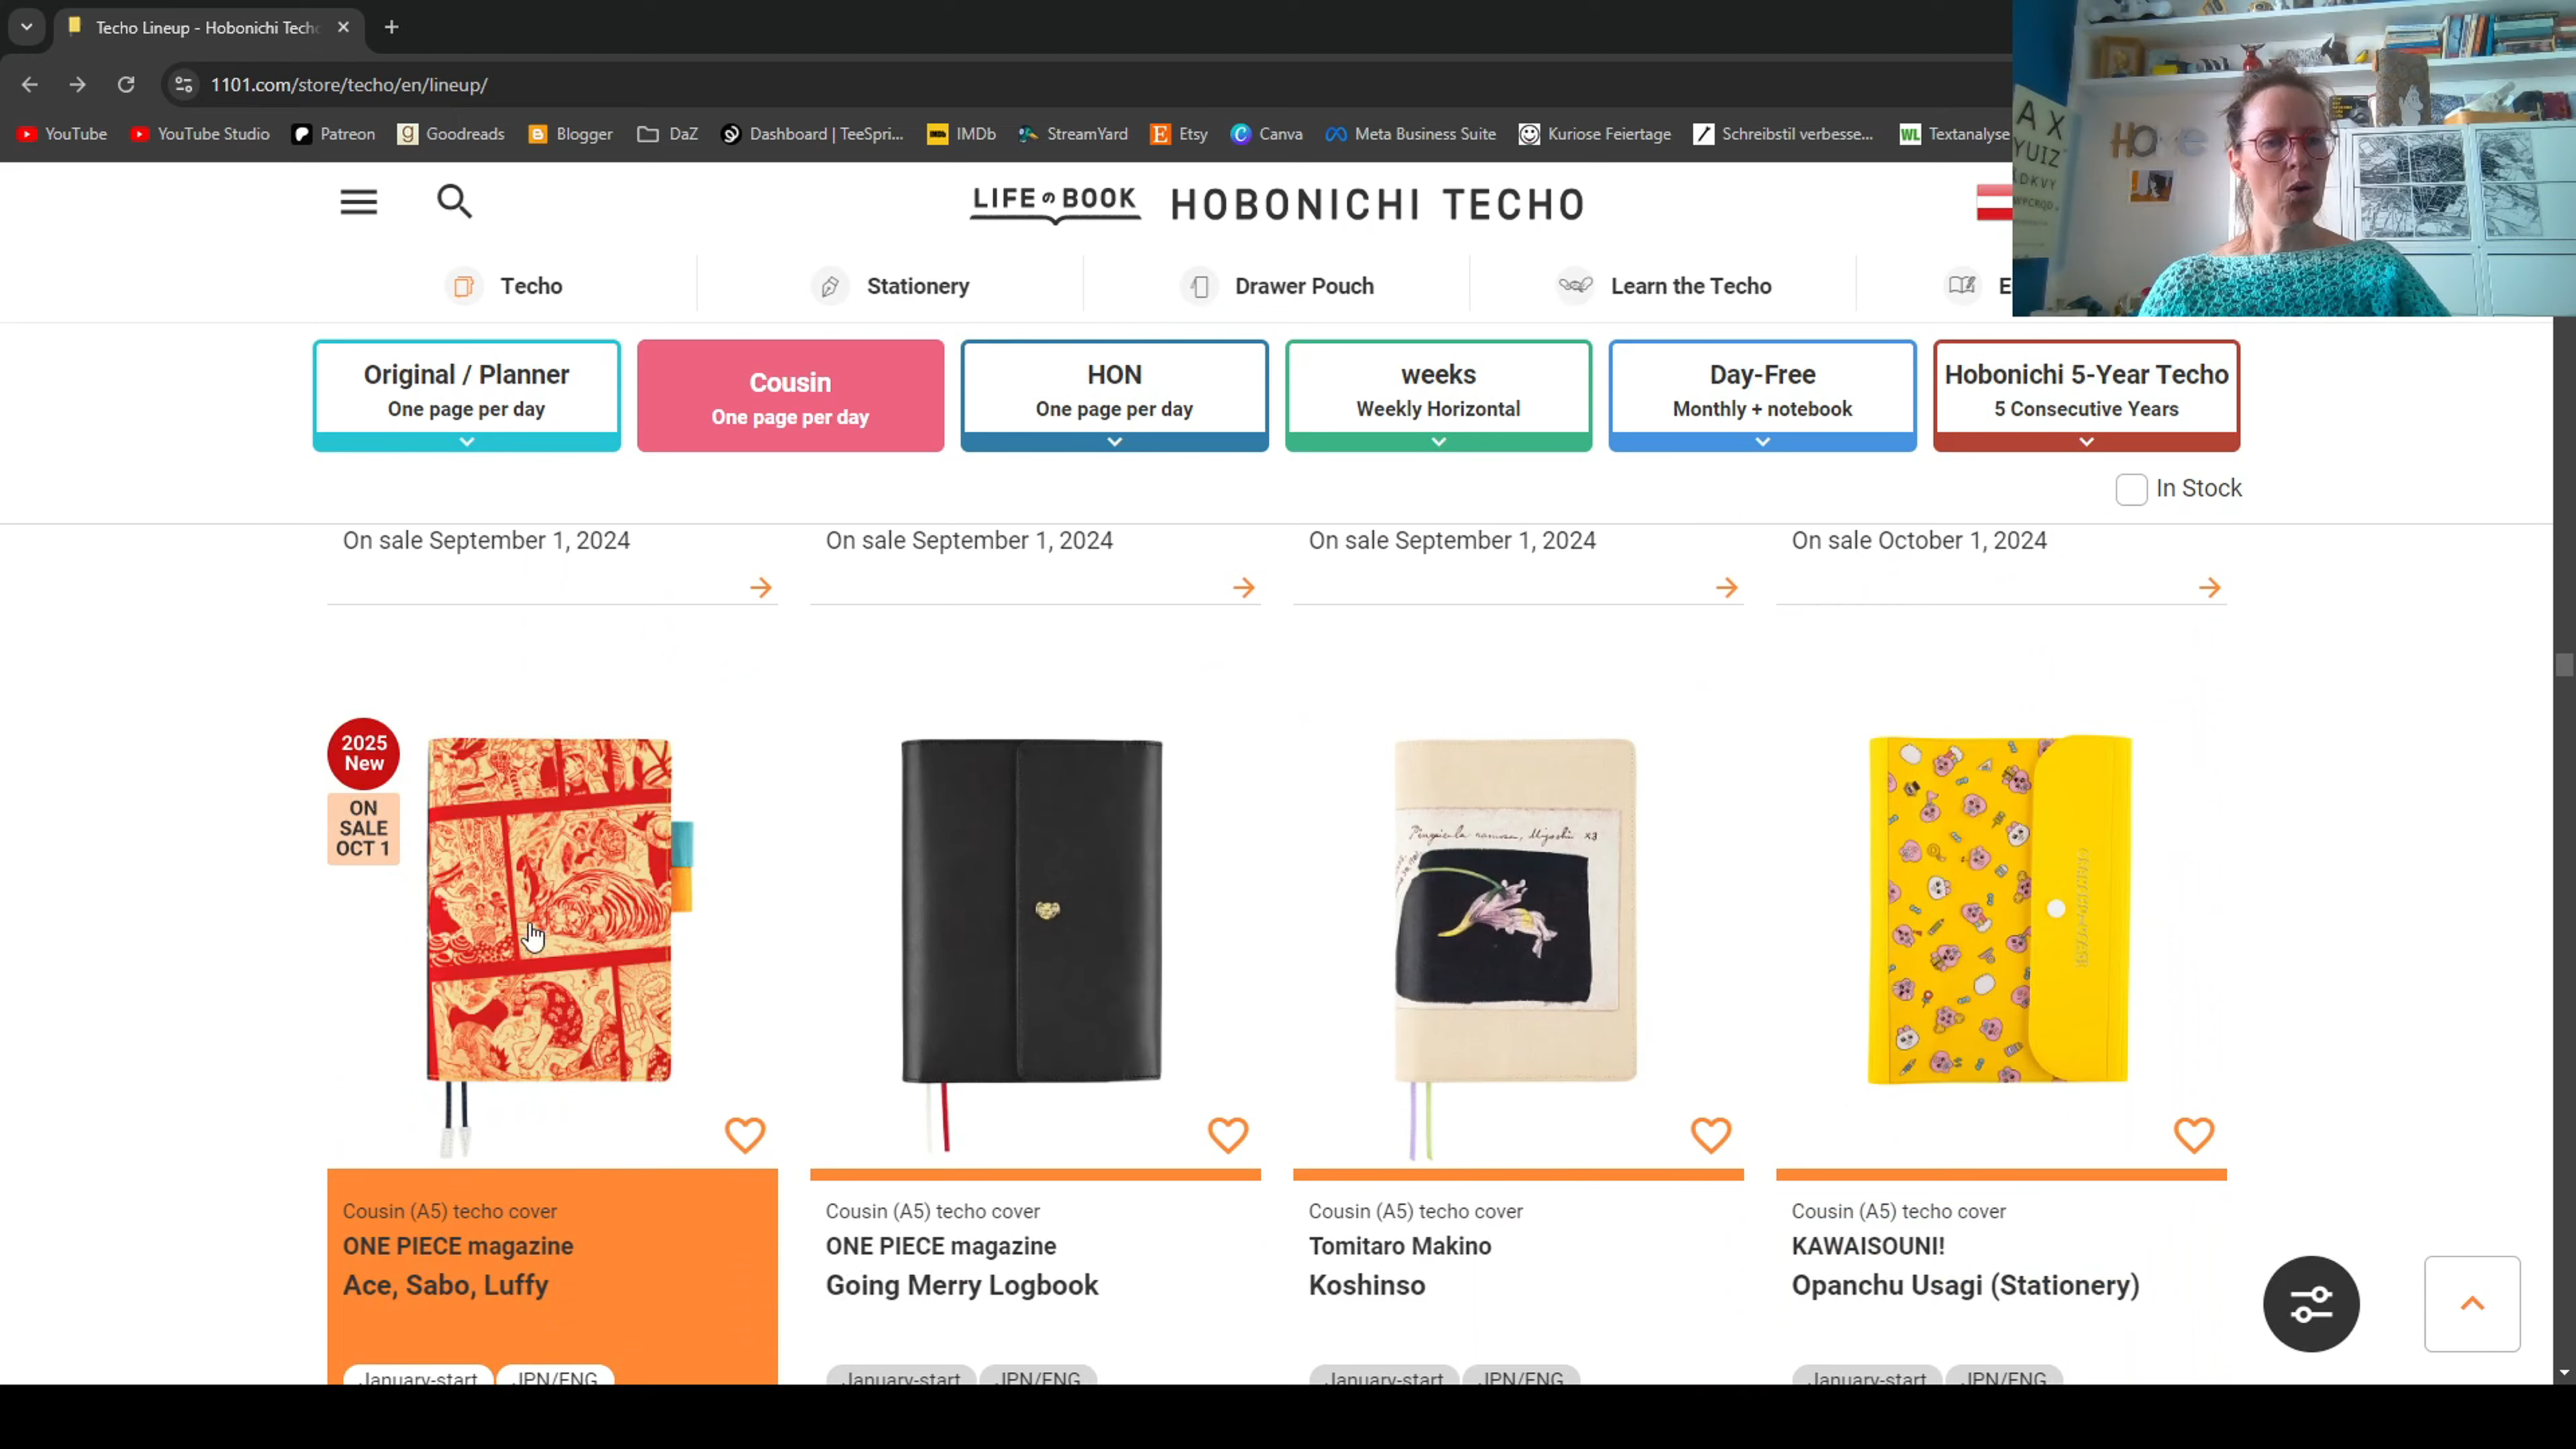 Techo Lineup - Hobonichi Techo
1101.com/store/techo/en/lineup/
YouTube
YouTube Studio
Patreon
Goodreads
Blogger
DaZ
Dashboard | TeeSpri...
IMDb
StreamYard
Etsy
Canva
Meta Business Suite
Kuriose Feiertage
Schreibstil verbesse...
WL Textanalyse
LIFE の BOOK HOBONICHI TECHO
Techo
Stationery
Drawer Pouch
Learn the Techo
E
Original / Planner
One page per day
Cousin
One page per day
HON
One page per day
weeks
Weekly Horizontal
Day-Free
Monthly + notebook
Hobonichi 5-Year Techo
5 Consecutive Years
In Stock
On sale September 1, 2024
On sale September 1, 2024
On sale September 1, 2024
On sale October 1, 2024
2025
New
ON
SALE
OCT 1
x3
Cousin (A5) techo cover
ONE PIECE magazine
Ace, Sabo, Luffy
January-start JPN/ENG
Cousin (A5) techo cover
ONE PIECE magazine
Going Merry Logbook
January-start JPN/ENG
Cousin (A5) techo cover
Tomitaro Makino
Koshinso
January-start JPN/ENG
Cousin (A5) techo cover
KAWAISOUNI!
Opanchu Usagi (Stationery)
January-start JPN/ENG